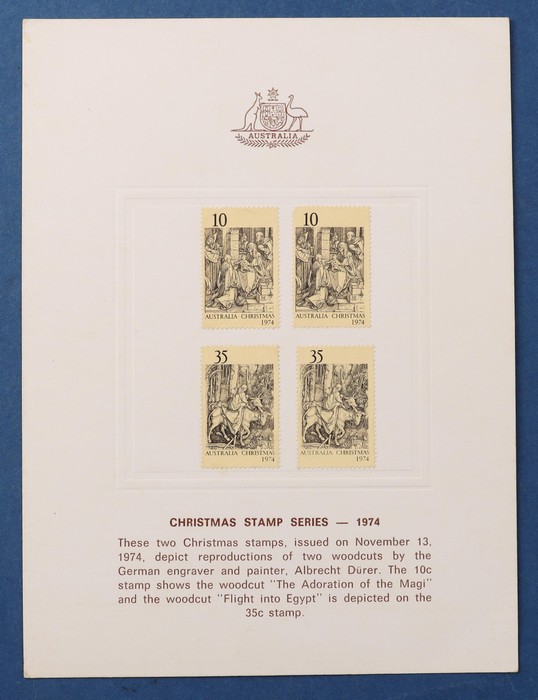 AUSTRALIA
10
AUSTRALIA CHRISTMAS
1974
10
AUSTRALIA CHRISTMAS
1974
35
AUSTRALIA CHRISTMAS
1974
35
AUSTRALIA CHRISTMAS
1974
CHRISTMAS STAMP SERIES — 1974
These two Christmas stamps, issued on November 13,
1974, depict reproductions of two woodcuts by the
German engraver and painter, Albrecht Dürer. The 10c
stamp shows the woodcut "The Adoration of the Magi"
and the woodcut "Flight into Egypt" is depicted on the
35c stamp.